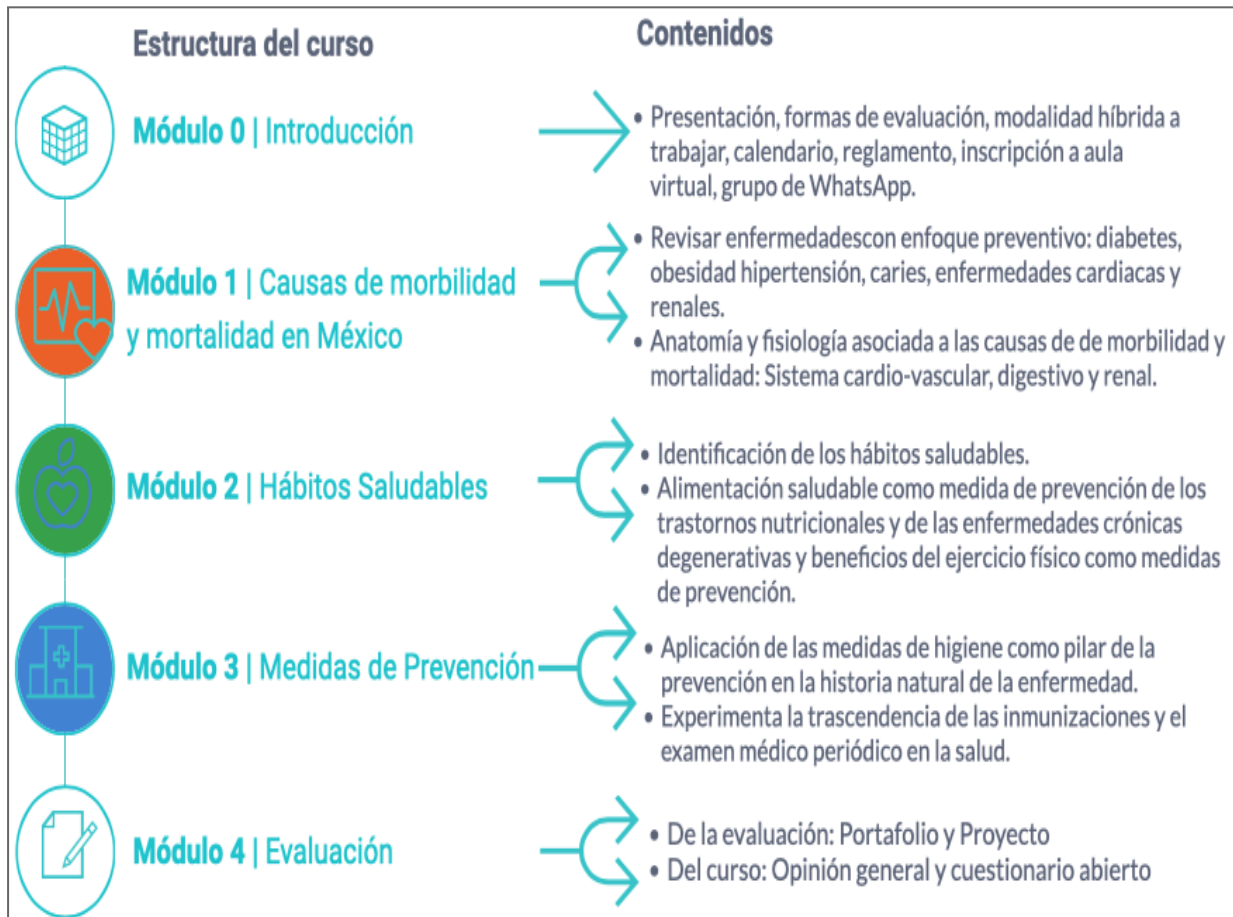 Estructura del curso
Contenidos
Módulo 0 | Introducción
• Presentación, formas de evaluación, modalidad híbrida a
trabajar, calendario, reglamento, inscripción a aula
virtual, grupo de WhatsApp.
Módulo 1 | Causas de morbilidad
y mortalidad en México
• Revisar enfermedadescon enfoque preventivo: diabetes,
obesidad hipertensión, caries, enfermedades cardiacas y
renales.
• Anatomía y fisiología asociada a las causas de de morbilidad y
mortalidad: Sistema cardio-vascular, digestivo y renal.
Módulo 2 | Hábitos Saludables
• Identificación de los hábitos saludables.
• Alimentación saludable como medida de prevención de los
trastornos nutricionales y de las enfermedades crónicas
degenerativas y beneficios del ejercicio físico como medidas
de prevención.
Módulo 3 | Medidas de Prevención
• Aplicación de las medidas de higiene como pilar de la
prevención en la historia natural de la enfermedad.
• Experimenta la trascendencia de las inmunizaciones y el
examen médico periódico en la salud.
Módulo 4 | Evaluación
• De la evaluación: Portafolio y Proyecto
• Del curso: Opinión general y cuestionario abierto